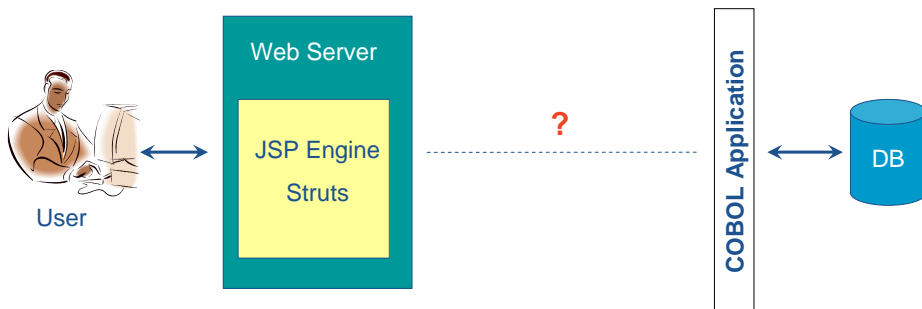 Web Server
JSP Engine
Struts
User
?
COBOL Application
DB